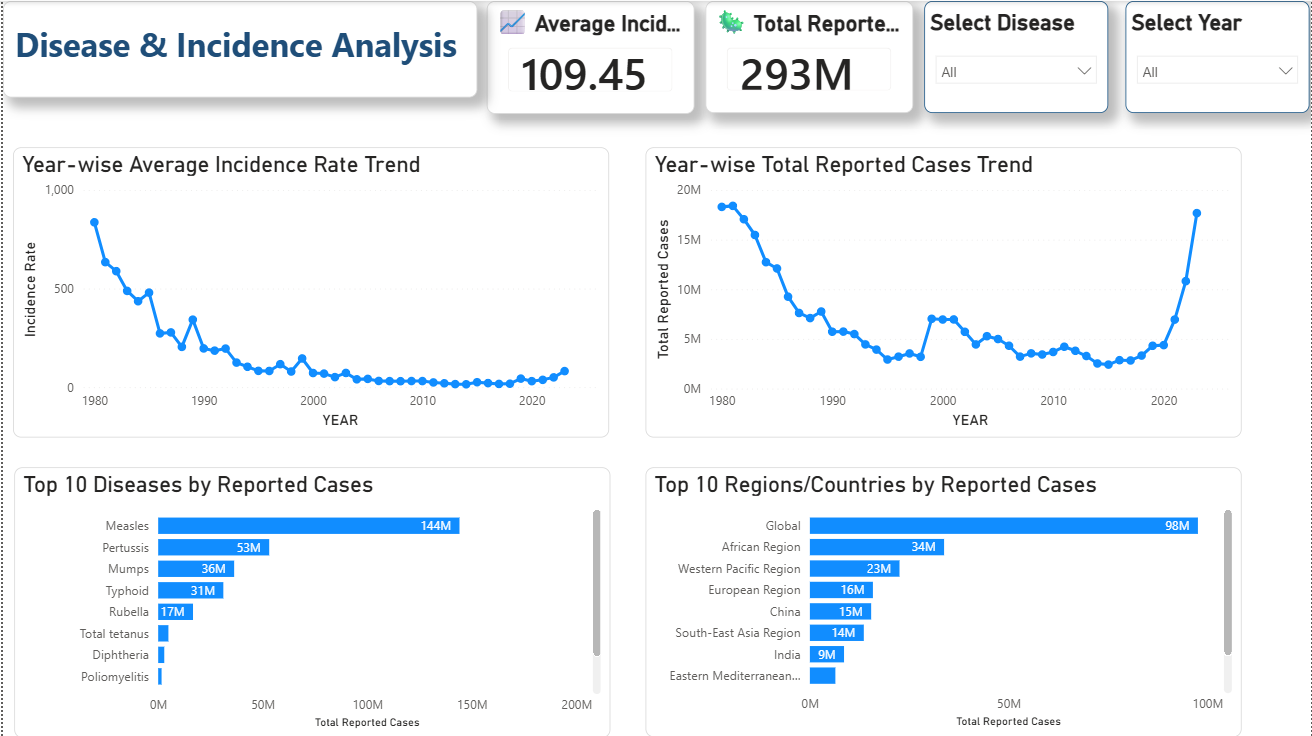 Disease & Incidence Analysis
Average Incid...
109.45
Total Reporte...
293M
Select Disease
All
Select Year
All
Year-wise Average Incidence Rate Trend
1,000
500
0
Incidence Rate
1980 1990 2000 2010 2020
YEAR
Year-wise Total Reported Cases Trend
20M
15M
10M
5M
0M
Total Reported Cases
1980 1990 2000 2010 2020
YEAR
Top 10 Diseases by Reported Cases
Measles 144M
Pertussis 53M
Mumps 36M
Typhoid 31M
Rubella 17M
Total tetanus
Diphtheria
Poliomyelitis
0M 50M 100M 150M 200M
Total Reported Cases
Top 10 Regions/Countries by Reported Cases
Global 98M
African Region 34M
Western Pacific Region 23M
European Region 16M
China 15M
South-East Asia Region 14M
India 9M
Eastern Mediterranean...
0M 50M 100M
Total Reported Cases